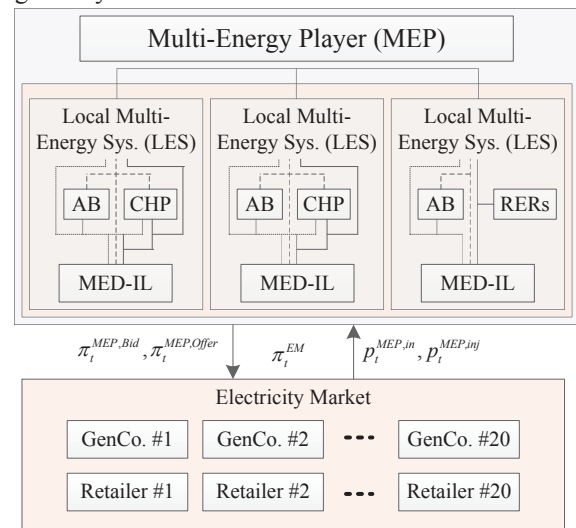 Multi-Energy Player (MEP)
Local Multi-
Energy Sys. (LES)
AB CHP
MED-IL
Local Multi-
Energy Sys. (LES)
AB CHP
MED-IL
Local Multi-
Energy Sys. (LES)
AB RERs
MED-IL
π_t^{MEP,Bid}, π_t^{MEP,Offer} π_t^{EM} p_t^{MEP,in}, p_t^{MEP,inj}
Electricity Market
GenCo. #1 GenCo. #2 --- GenCo. #20
Retailer #1 Retailer #2 --- Retailer #20